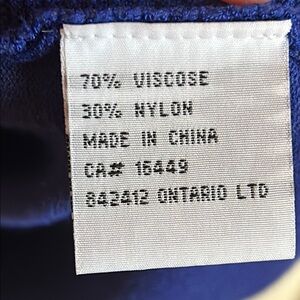 70% VISCOSE
30% NYLON
MADE IN CHINA
CA# 16449
842412 ONTARIO LTD